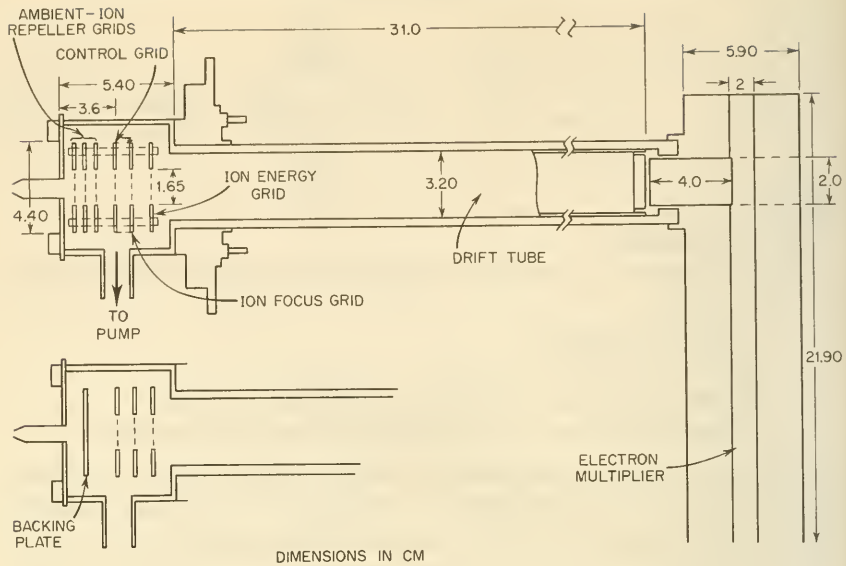 AMBIENT-ION
REPELLER GRIDS
CONTROL GRID
31.0
5.90
5.40
2
3.6
1.65
ION ENERGY
GRID
3.20
4.0
2.0
4.40
DRIFT TUBE
ION FOCUS GRID
TO
PUMP
21.90
ELECTRON
MULTIPLIER
BACKING
PLATE
DIMENSIONS IN CM